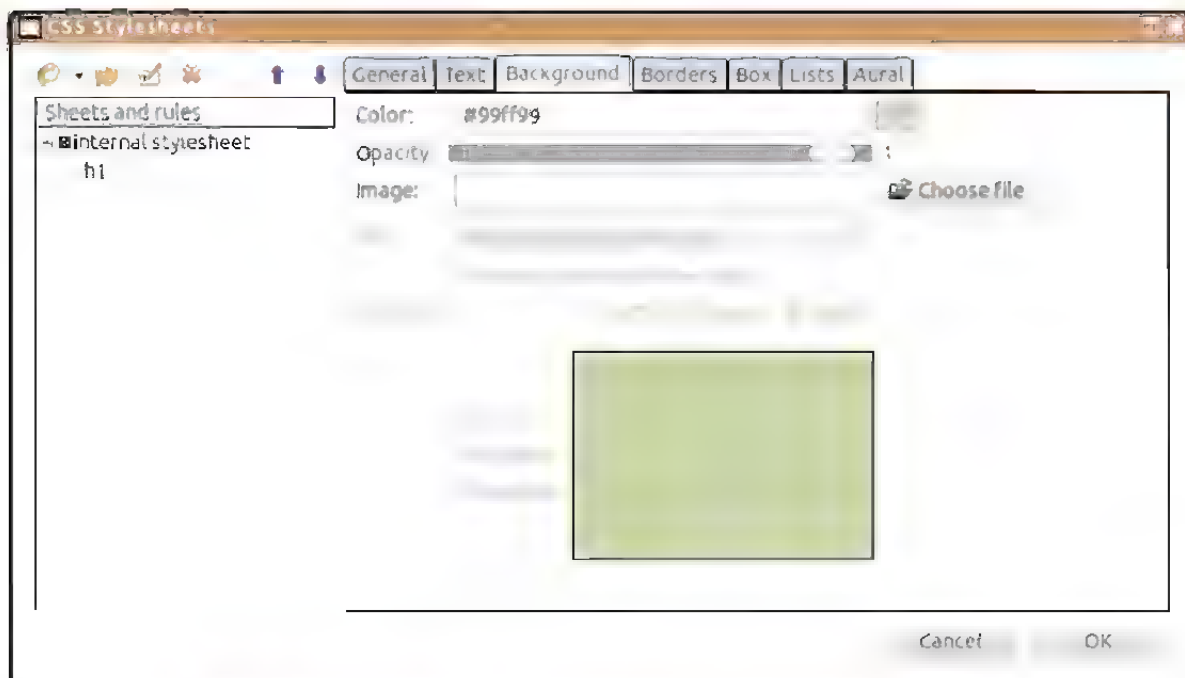 CSS Stylesheets
General Text Background Borders Box Lists Aural
Sheets and rules
internal stylesheet
h1
Color: #99ff99
Opacity
Image:
Choose file
Cancel OK